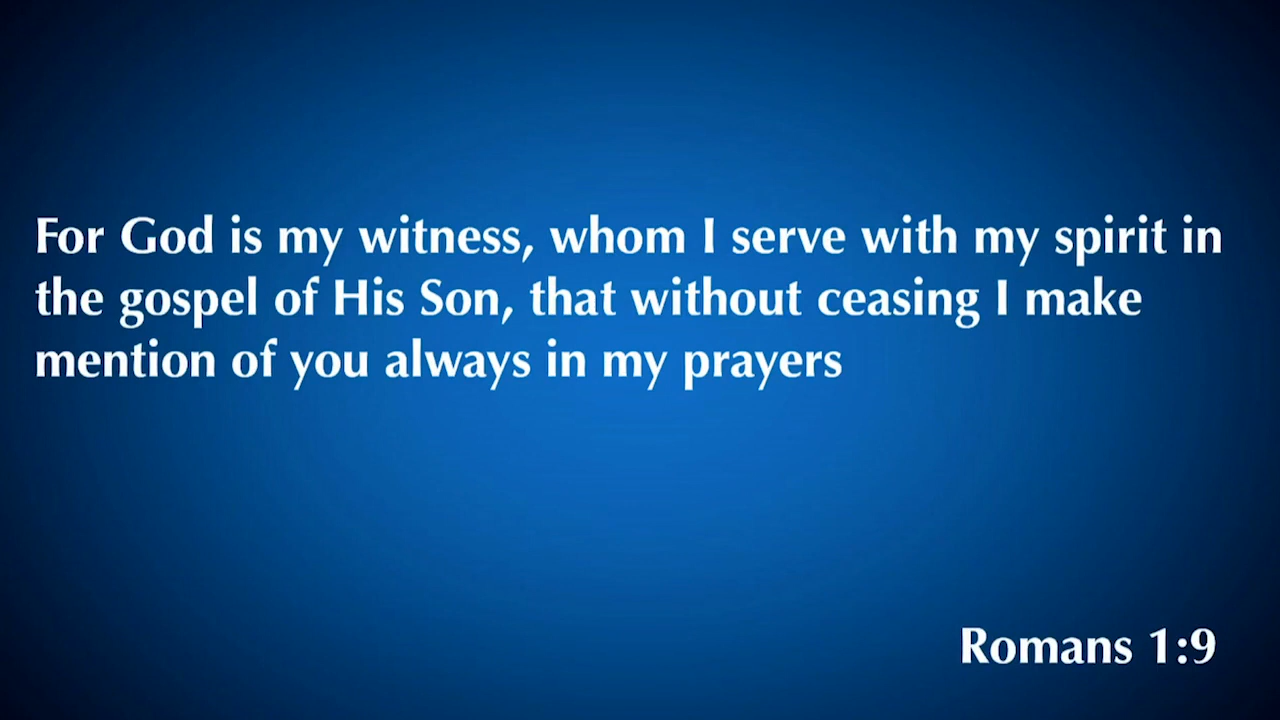 For God is my witness, whom I serve with my spirit in
the gospel of His Son, that without ceasing I make
mention of you always in my prayers
Romans 1:9